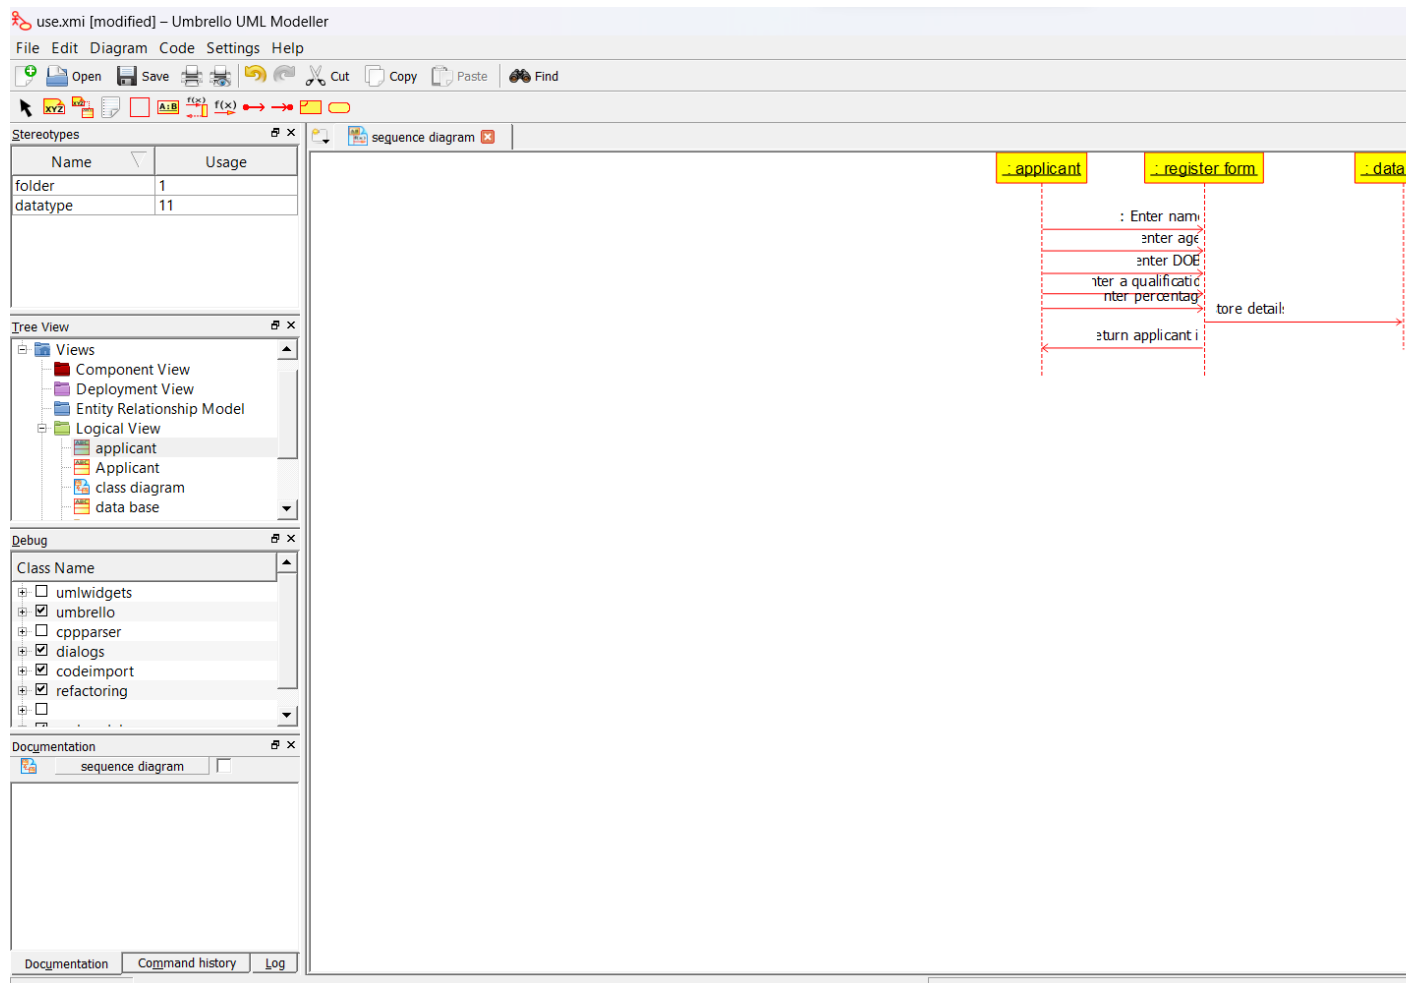 use.xmi [modified] – Umbrello UML Modeller
File Edit Diagram Code Settings Help
Open Save Cut Copy Paste Find
XYZ A:B f(x) f(x)
Stereotypes
sequence diagram
Name Usage
folder 1
datatype 11
: applicant : register form : data
: Enter nam
enter age
enter DOB
ter a qualificatio
nter percentag
tore details
eturn applicant i
Tree View
Views
Component View
Deployment View
Entity Relationship Model
Logical View
applicant
Applicant
class diagram
data base
Debug
Class Name
umlwidgets
umbrello
cppparser
dialogs
codeimport
refactoring
Documentation
sequence diagram
Documentation Command history Log